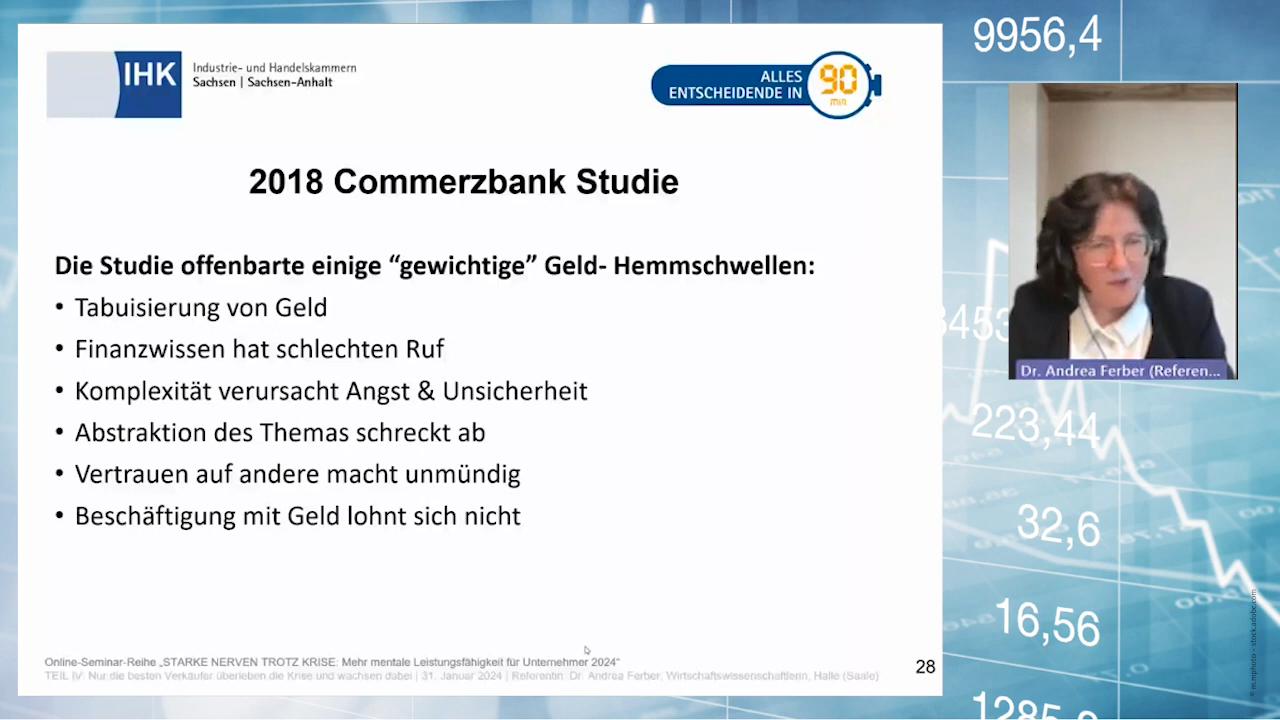 IHK
Industrie- und Handelskammern
Sachsen | Sachsen-Anhalt
ALLES
ENTSCHEIDENDE IN
90
min
2018 Commerzbank Studie
Die Studie offenbarte einige “gewichtige” Geld- Hemmschwellen:
• Tabuisierung von Geld
• Finanzwissen hat schlechten Ruf
• Komplexität verursacht Angst & Unsicherheit
• Abstraktion des Themas schreckt ab
• Vertrauen auf andere macht unmündig
• Beschäftigung mit Geld lohnt sich nicht
Online-Seminar-Reihe „STARKE NERVEN TROTZ KRISE: Mehr mentale Leistungsfähigkeit für Unternehmer 2024“
TEIL IV: Nur die besten Verkäufer überleben die Krise und wachsen dabei | 31. Januar 2024 | Referentin: Dr. Andrea Ferber, Wirtschaftswissenschaftlerin, Halle (Saale)
28
9956,4
Dr. Andrea Ferber (Referen...
223,44
32,6
16,56